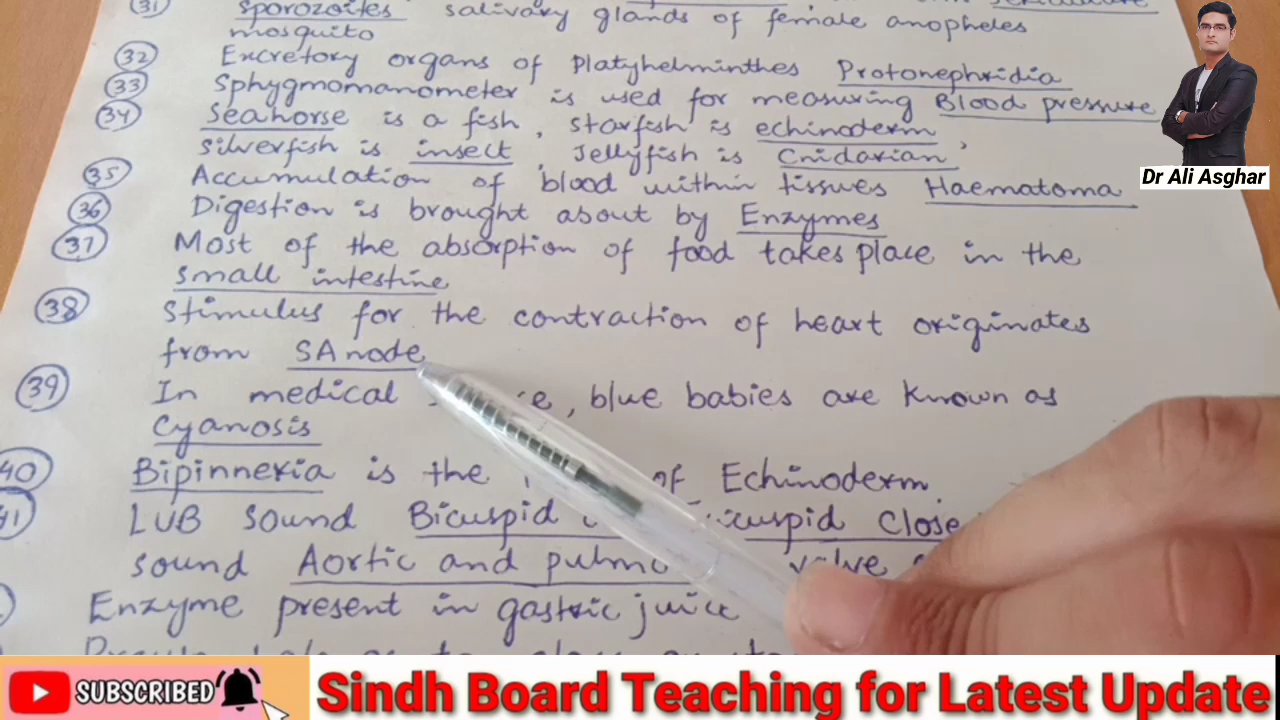 31 sporozoites salivary glands of female anopheles
mosquito
32 Excretory organs of Platyhelminthes Protonephridia
33 Sphygmomanometer is used for measuring Blood pressure
34 Seahorse is a fish, Starfish is echinoderm,
Silverfish is insect, Jellyfish is Cnidarian
35 Accumulation of blood within tissues Haematoma
36 Digestion is brought about by Enzymes
37 Most of the absorption of food takes place in the
small intestine
38 Stimulus for the contraction of heart originates
from SA node
39 In medical, blue babies are known as
Cyanosis
40 Bipinneria is the of Echinoderm.
41 LUB sound Bicuspid Close
sound Aortic and valve
Enzyme present in gastric juice
Dr Ali Asghar
SUBSCRIBED
Sindh Board Teaching for Latest Update